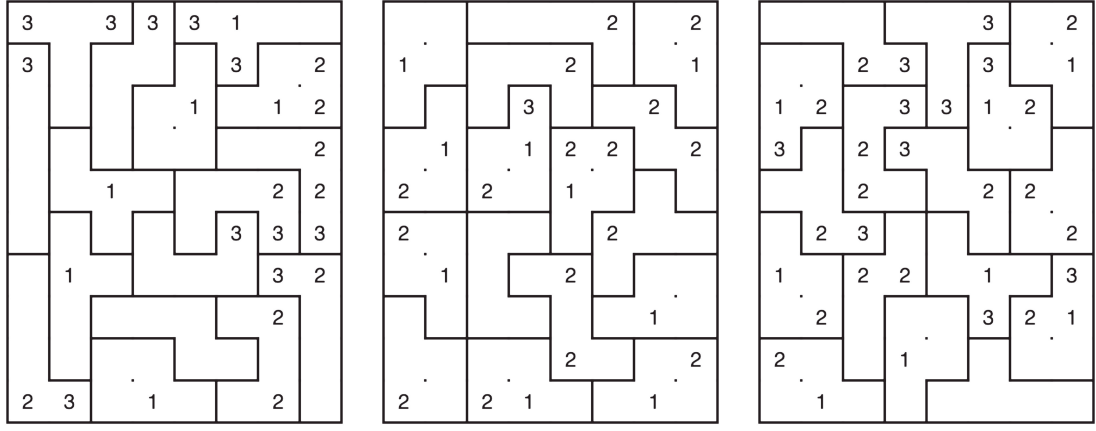 3 3 3 3 1 2 3 2
3 3 2 1 2 1 2 3 3 1
1 1 2 3 2 1 2 3 3 1 2
2 1 1 2 2 2 3 2 3
1 2 2 2 2 1 2 2 2
3 3 3 2 2 2 3 2
1 3 2 1 2 1 2 2 1 3
2 1 2 3 2 1
2 2 2 1
2 3 1 2 2 2 1 1 1